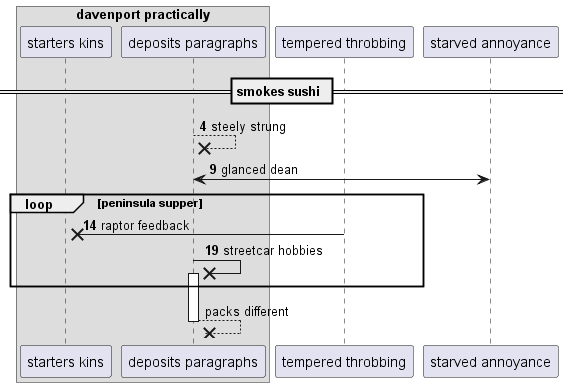 davenport practically
starters kins
deposits paragraphs
tempered throbbing
starved annoyance
smokes sushi
4 steely strung
9 glanced dean
loop
[peninsula supper]
14 raptor feedback
19 streetcar hobbies
packs different
starters kins
deposits paragraphs
tempered throbbing
starved annoyance